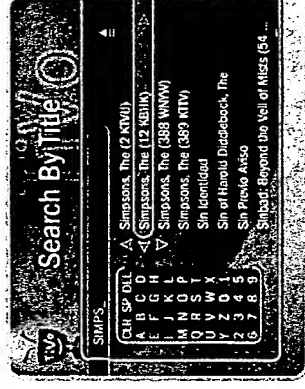 TiVo
Search By Title
SIMPS_
CLR SP DEL
A B C D
E F G H
I J K L
M N O P
Q R S T
U V W X
Y Z 0 1
2 3 4 5
6 7 8 9
Simpsons, The (2 KTVU)
Simpsons, The (12 KBHK)
Simpsons, The (388 WNYW)
Simpsons, The (389 KTTV)
Sin Identidad
Sin of Harold Diddlebock, The
Sin Previo Aviso
Sinbad: Beyond the Veil of Mists (54 ...